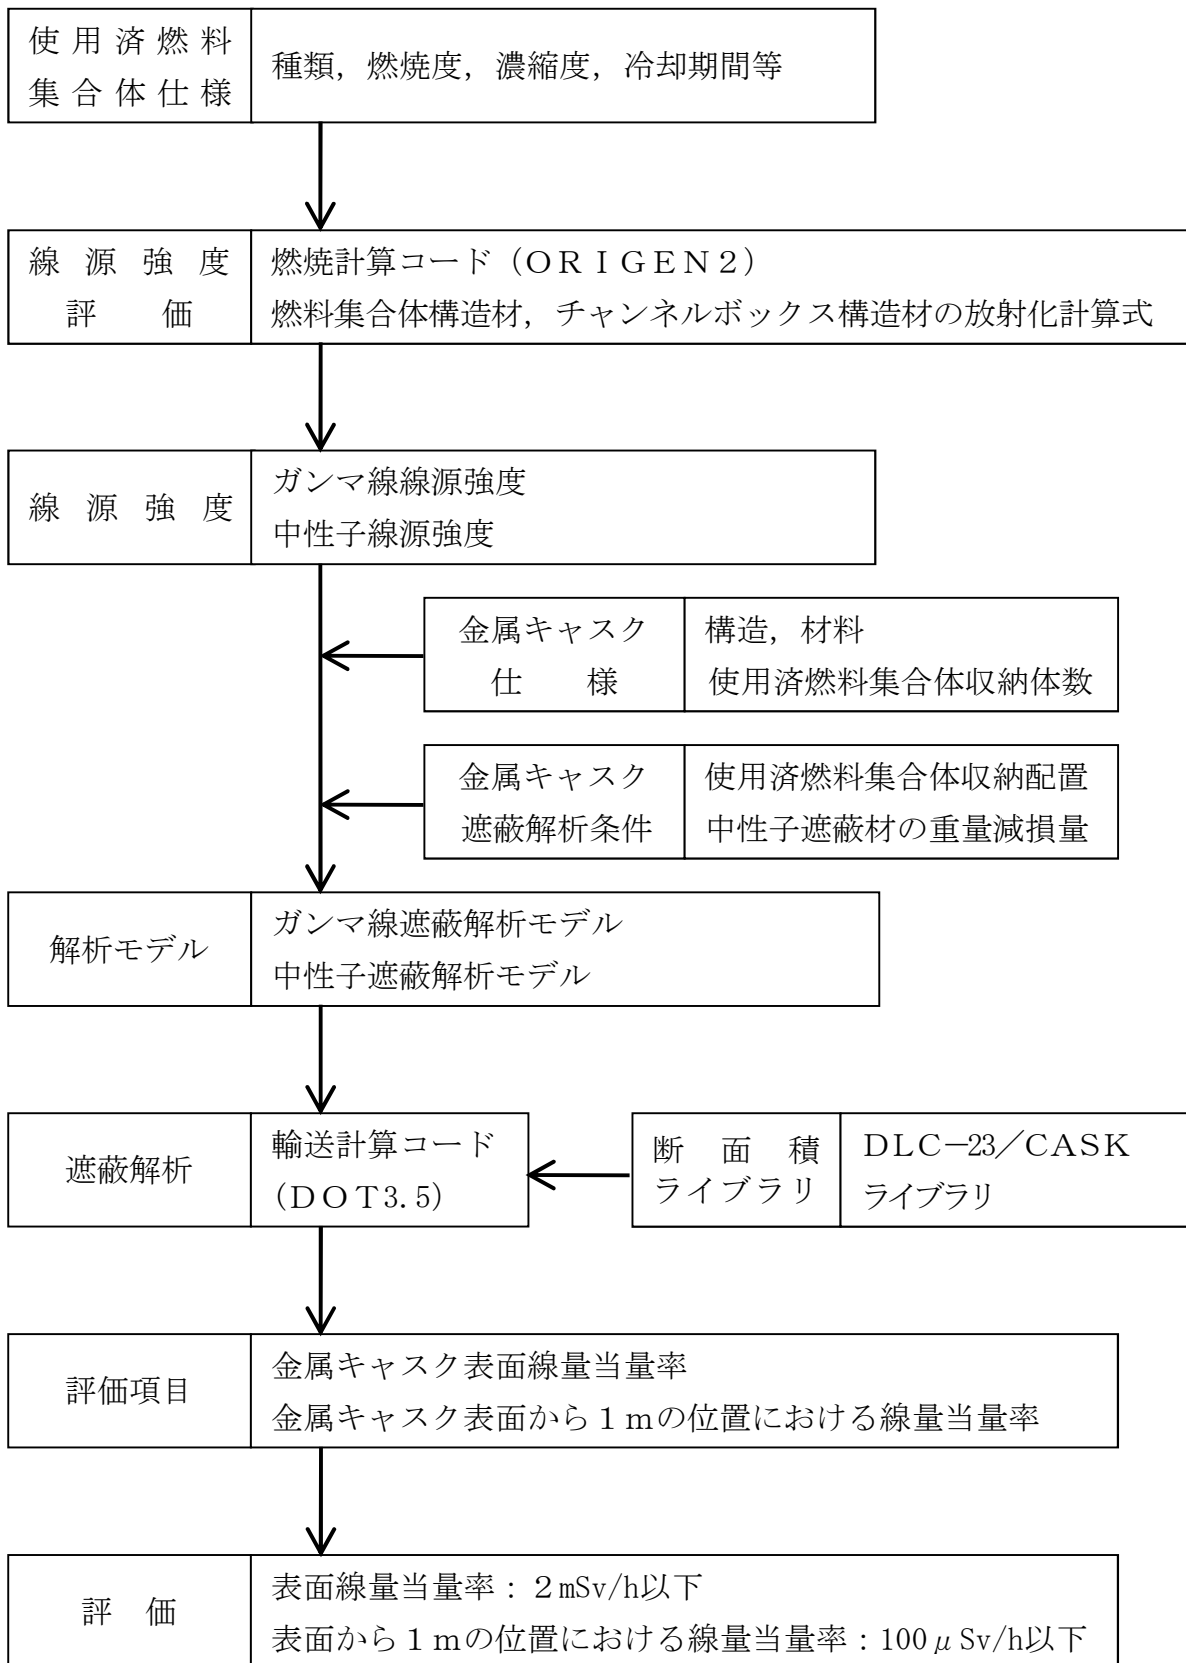 使用済燃料
集合体仕様
種類，燃焼度，濃縮度，冷却期間等
線源強度
評価
燃焼計算コード（ＯＲＩＧＥＮ２）
燃料集合体構造材，チャンネルボックス構造材の放射化計算式
線源強度
ガンマ線線源強度
中性子線源強度
金属キャスク
仕様
構造，材料
使用済燃料集合体収納体数
金属キャスク
遮蔽解析条件
使用済燃料集合体収納配置
中性子遮蔽材の重量減損量
解析モデル
ガンマ線遮蔽解析モデル
中性子遮蔽解析モデル
遮蔽解析
輸送計算コード
（ＤＯＴ3.5）
断面積
ライブラリ
ＤＬＣ－23／ＣＡＳＫ
ライブラリ
評価項目
金属キャスク表面線量当量率
金属キャスク表面から１ｍの位置における線量当量率
評価
表面線量当量率：２mSv/h以下
表面から１ｍの位置における線量当量率：100μSv/h以下